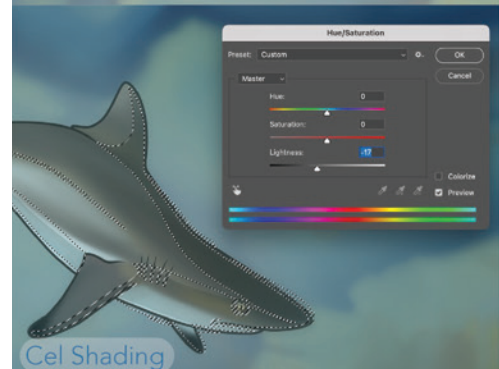 Hue/Saturation
Preset: Custom
OK
Cancel
Master
Hue: 0
Saturation: 0
Lightness: -17
Colorize
Preview
Cel Shading